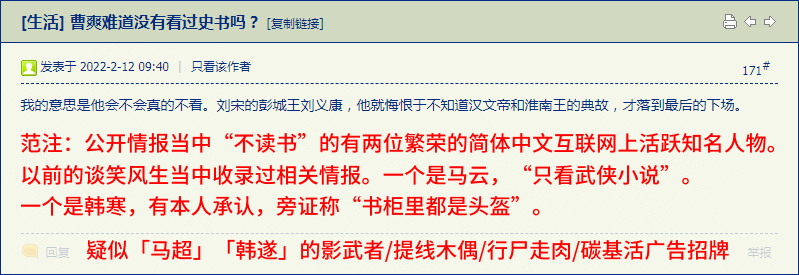 [生活] 曹爽难道没有看过史书吗？ [复制链接]
发表于 2022-2-12 09:40 | 只看该作者
171#
我的意思是他会不会真的不看。刘宋的彭城王刘义康，他就悔恨于不知道汉文帝和淮南王的典故，才落到最后的下场。
范注：公开情报当中“不读书”的有两位繁荣的简体中文互联网上活跃知名人物。
以前的谈笑风生当中收录过相关情报。一个是马云，“只看武侠小说”。
一个是韩寒，有本人承认，旁证称“书柜里都是头盔”。
回复 疑似「马超」「韩遂」的影武者/提线木偶/行尸走肉/碳基活广告招牌 举报